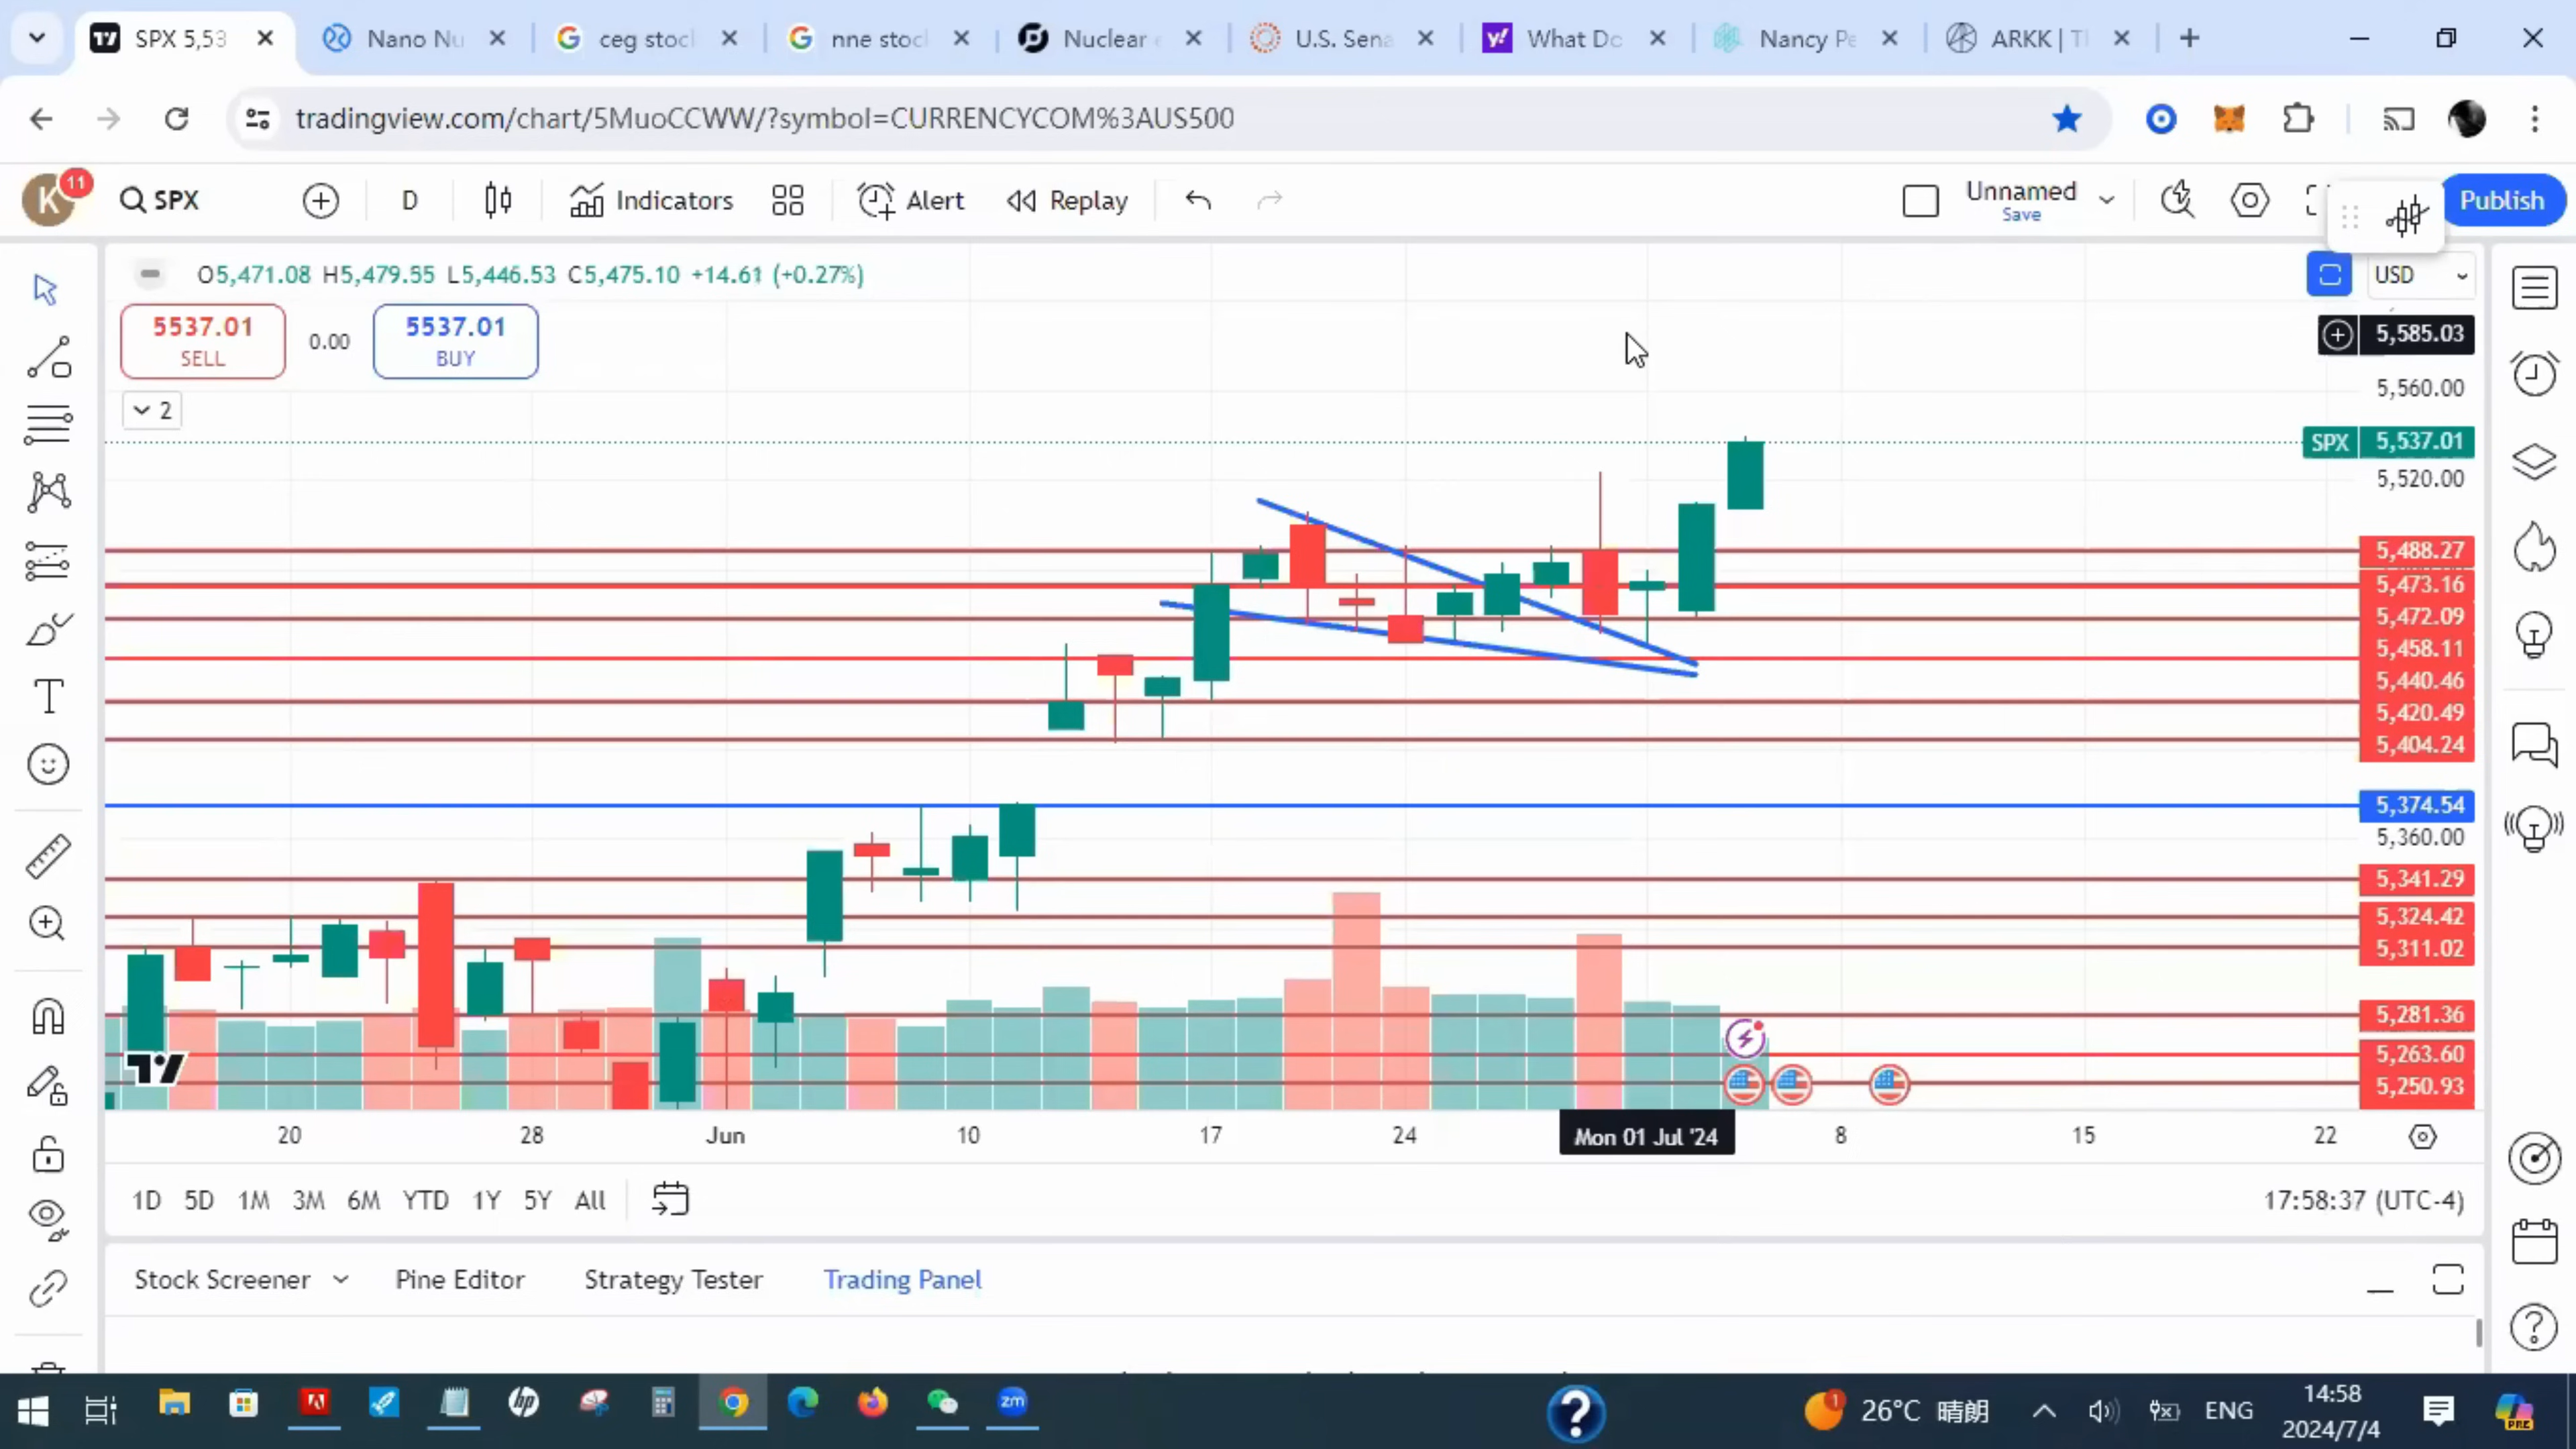 SPX 5,53
Nano Nu
ceg stoc
nne stoc
Nuclear
U.S. Sena
What Do
Nancy Pe
ARKK | T
tradingview.com/chart/5MuoCCWW/?symbol=CURRENCYCOM%3AUS500
K
11
SPX
D
Indicators
Alert
Replay
Unnamed
Save
Publish
O5,471.08 H5,479.55 L5,446.53 C5,475.10 +14.61 (+0.27%)
USD
5537.01
SELL
0.00
5537.01
BUY
2
5,585.03
5,560.00
SPX 5,537.01
5,520.00
5,488.27
5,473.16
5,472.09
5,458.11
5,440.46
5,420.49
5,404.24
5,374.54
5,360.00
5,341.29
5,324.42
5,311.02
5,281.36
5,263.60
5,250.93
20
28
Jun
10
17
24
Mon 01 Jul '24
8
15
22
1D 5D 1M 3M 6M YTD 1Y 5Y All
17:58:37 (UTC-4)
Stock Screener
Pine Editor
Strategy Tester
Trading Panel
hp
zm
1
26°C 晴朗
ENG
14:58
2024/7/4
PRE